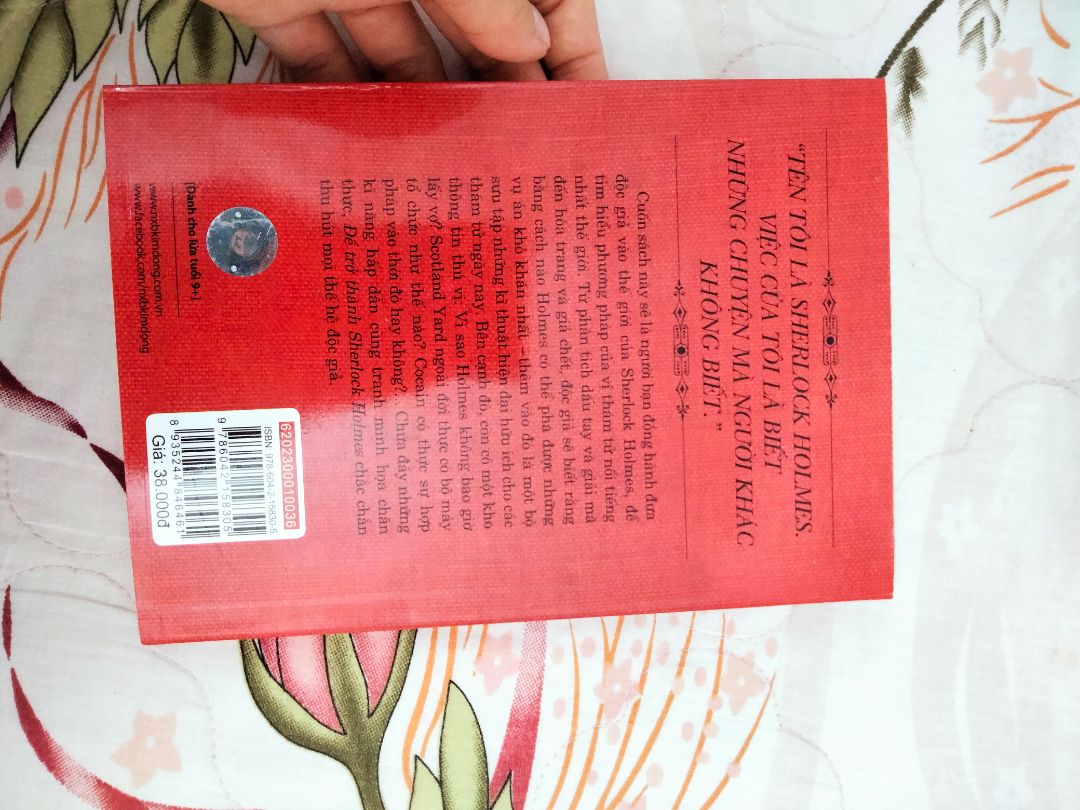 “TÊN TÔI LÀ SHERLOCK HOLMES.
VIỆC CỦA TÔI LÀ BIẾT
NHỮNG CHUYỆN MÀ NGƯỜI KHÁC
KHÔNG BIẾT.”
Cuốn sách này sẽ là người bạn đồng hành đưa
độc giả vào thế giới của Sherlock Holmes, để
tìm hiểu phương pháp của vị thám tử nổi tiếng
nhất thế giới. Từ phân tích dấu tay và giải mã
đến hóa trang và giả chết, độc giả sẽ biết rằng
bằng cách nào Holmes có thể phá được những
vụ án khó khăn nhất – thêm vào đó là một bộ
sưu tập những kĩ thuật hiện đại hữu ích cho các
thám tử ngày nay. Bên cạnh đó, còn có một kho
thông tin thú vị: Vì sao Holmes không bao giờ
lấy vợ? Scotland Yard ngoài đời thực có bộ máy
tổ chức như thế nào? Cocain có thức sự hợp
pháp vào thời đó hay không?... Chứa đầy những
kĩ năng hấp dẫn cùng tranh minh họa chân
thực, Để trở thành Sherlock Holmes chắc chắn
thu hút mọi thế hệ độc giả.
[Dành cho lứa tuổi 9+]
www.nxbkimdong.com.vn
www.facebook.com/nxbkimdong
6202300010036
ISBN: 978-604-2-15830-5
9 786042 158305
8 935244 846461
Giá: 38.000đ